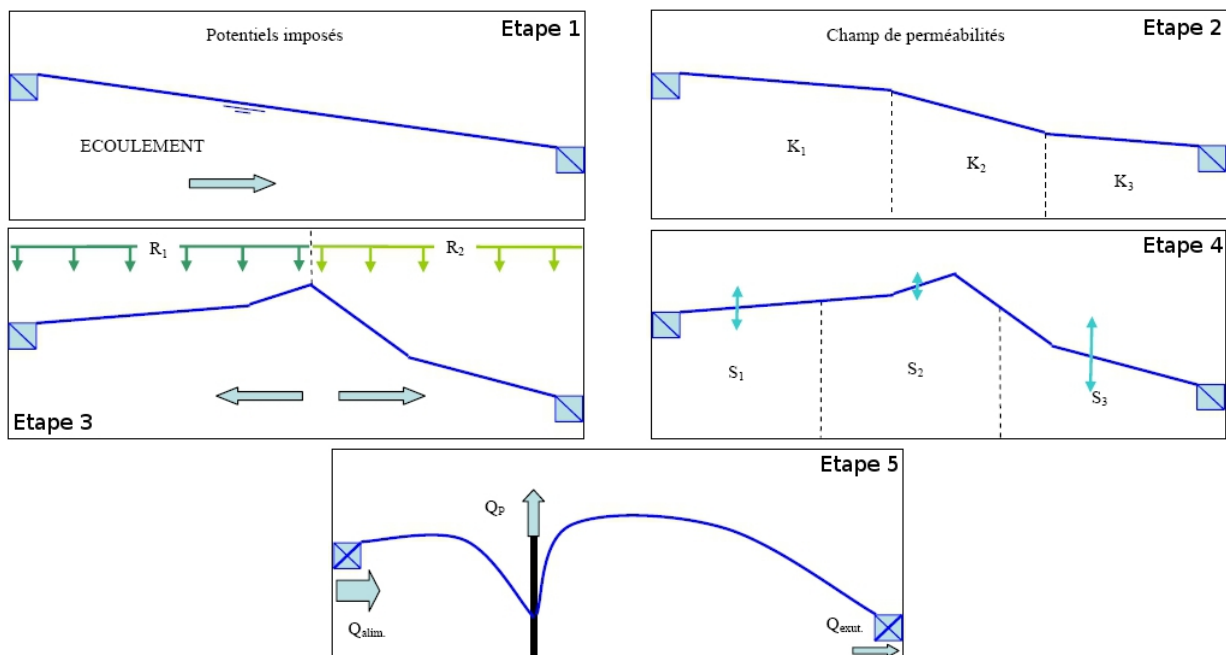 Potentiels imposés
Etape 1
ECOULEMENT
Champ de perméabilités
Etape 2
K₁
K₂
K₃
R₁
R₂
Etape 3
Etape 4
S₁
S₂
S₃
Etape 5
Qₚ
Qalim.
Qexut.